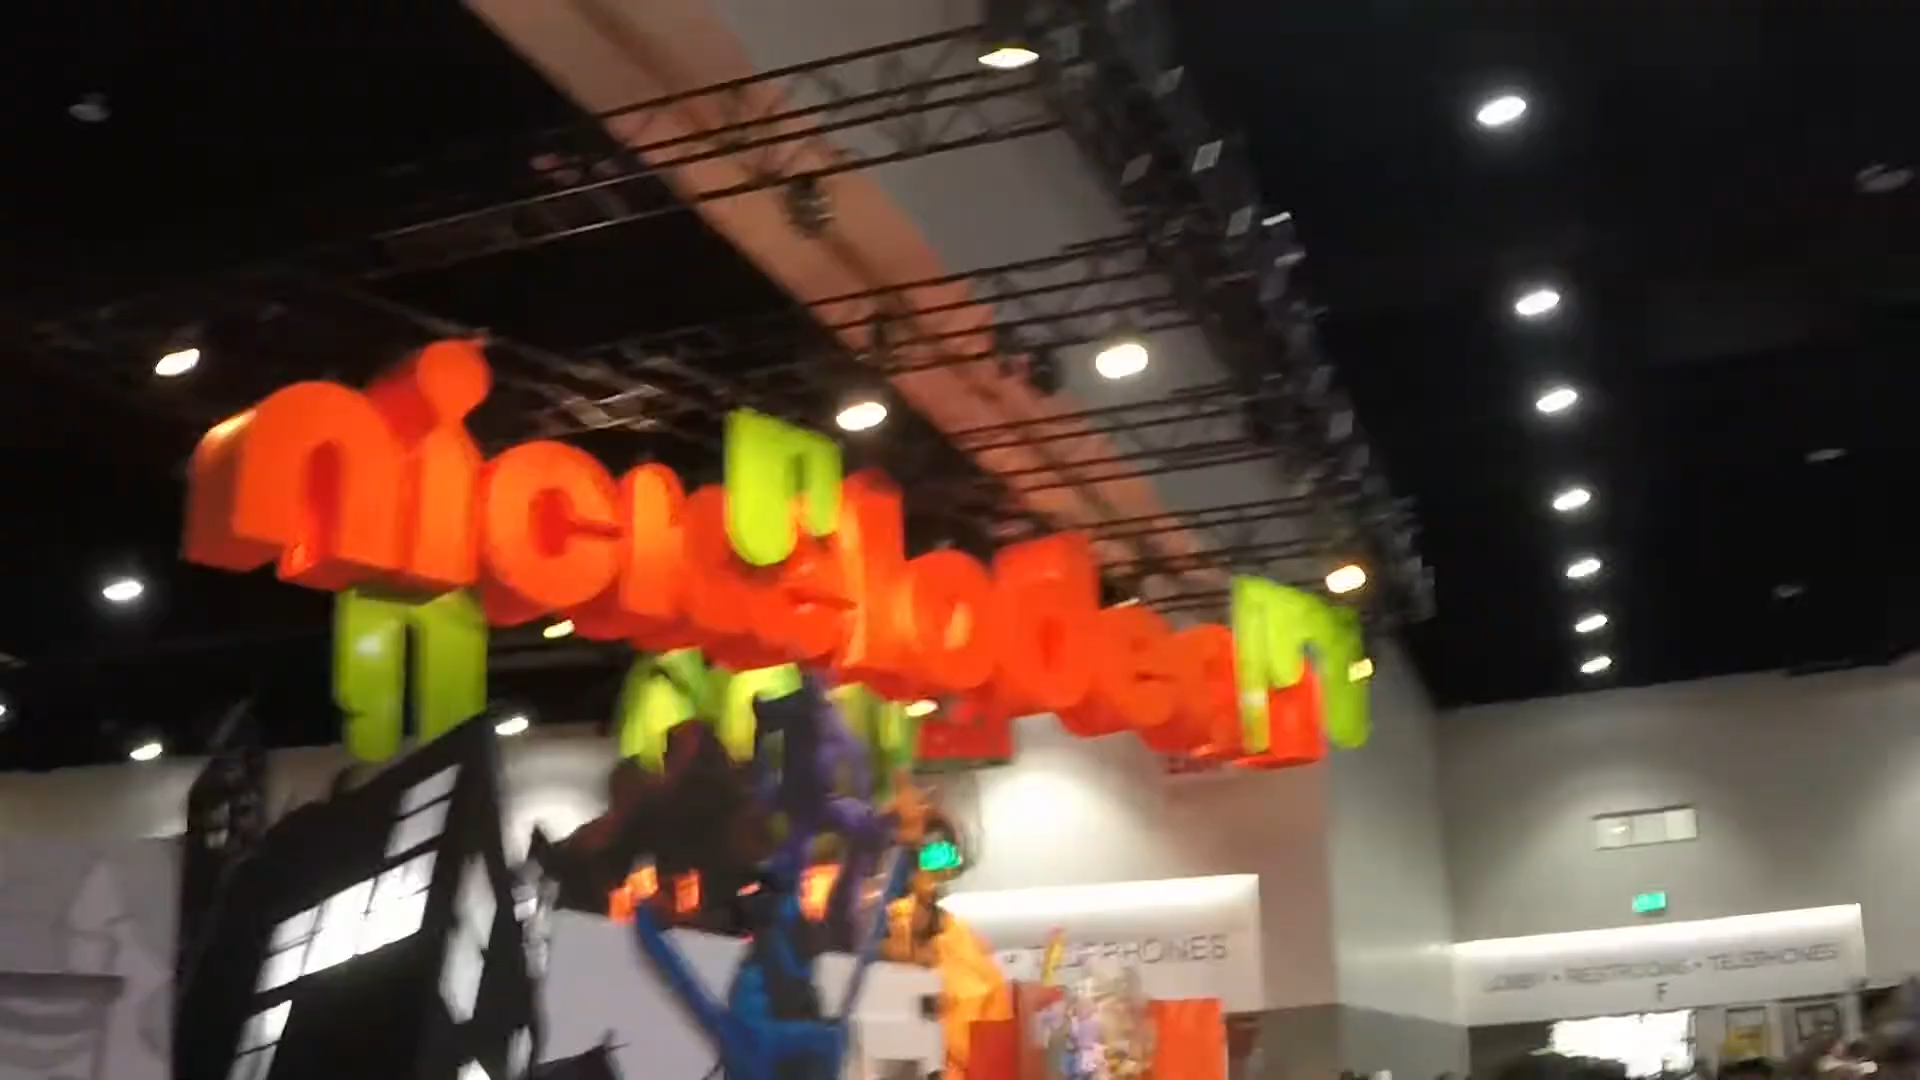 nickelodeon
TELEPHONES
LOBBY • RESTROOMS • TELEPHONES
F